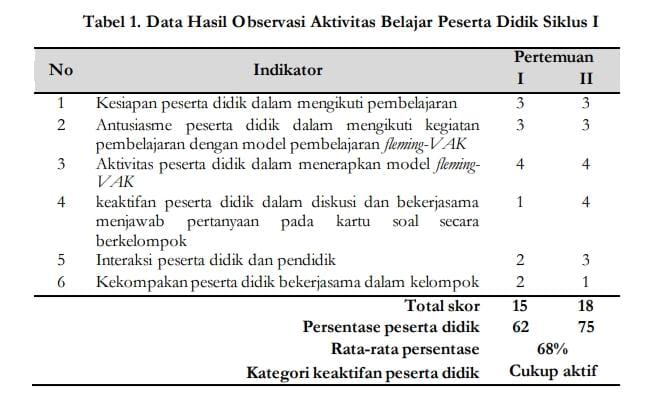 Tabel 1. Data Hasil Observasi Aktivitas Belajar Peserta Didik Siklus I
No Indikator Pertemuan
I II
1 Kesiapan peserta didik dalam mengikuti pembelajaran 3 3
2 Antusiasme peserta didik dalam mengikuti kegiatan 3 3
pembelajaran dengan model pembelajaran fleming-VAK
3 Aktivitas peserta didik dalam menerapkan model fleming- 4 4
VAK
4 keaktifan peserta didik dalam diskusi dan bekerjasama 1 4
menjawab pertanyaan pada kartu soal secara
berkelompok
5 Interaksi peserta didik dan pendidik 2 3
6 Kekompakan peserta didik bekerjasama dalam kelompok 2 1
Total skor 15 18
Persentase peserta didik 62 75
Rata-rata persentase 68%
Kategori keaktifan peserta didik Cukup aktif